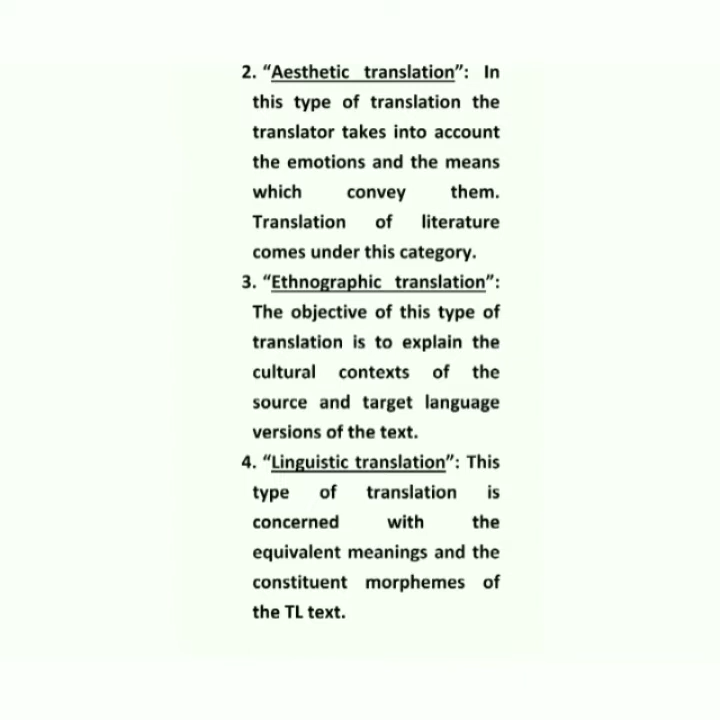 2. “Aesthetic translation”: In
this type of translation the
translator takes into account
the emotions and the means
which convey them.
Translation of literature
comes under this category.
3. “Ethnographic translation”:
The objective of this type of
translation is to explain the
cultural contexts of the
source and target language
versions of the text.
4. “Linguistic translation”: This
type of translation is
concerned with the
equivalent meanings and the
constituent morphemes of
the TL text.